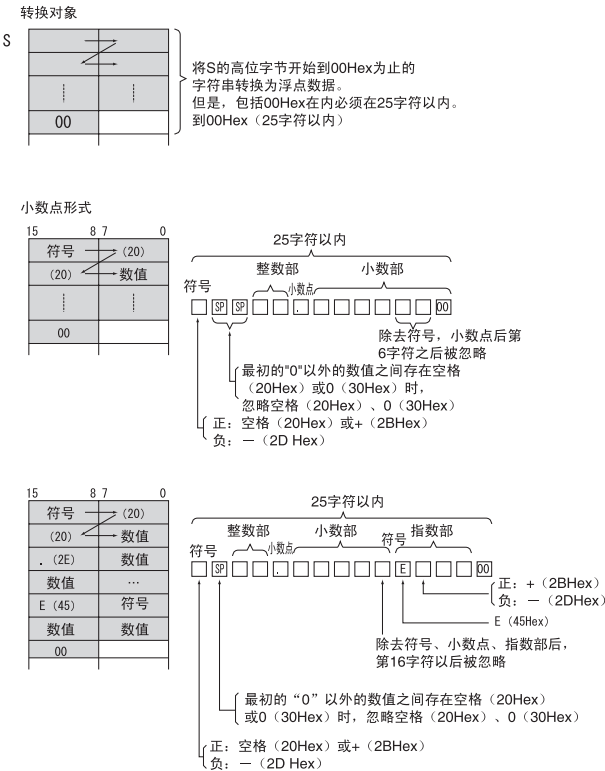 转换对象
S
将S的高位字节开始到00Hex为止的
字符串转换为浮点数据。
但是，包括00Hex在内必须在25字符以内。
到00Hex（25字符以内）
00
小数点形式
15 8 7 0
符号 (20)
(20) 数值
00
25字符以内
整数部 小数部
符号 小数点
SP SP . 00
除去符号，小数点后第
6字符之后被忽略
最初的"0"以外的数值之间存在空格
（20Hex）或0（30Hex）时，
忽略空格（20Hex）、0（30Hex）
正：空格（20Hex）或+（2BHex）
负：－（2D Hex）
15 8 7 0
符号 (20)
(20) 数值
. (2E) 数值
数值 …
E (45) 符号
数值 数值
00
25字符以内
整数部 小数部 指数部
符号 小数点 符号
SP . E 00
正：+（2BHex）
负：－（2DHex）
E (45Hex)
除去符号、小数点、指数部后，
第16字符以后被忽略
最初的“0”以外的数值之间存在空格（20Hex）
或0（30Hex）时，忽略空格（20Hex）、0（30Hex）
正：空格（20Hex）或+（2BHex）
负：－（2D Hex）